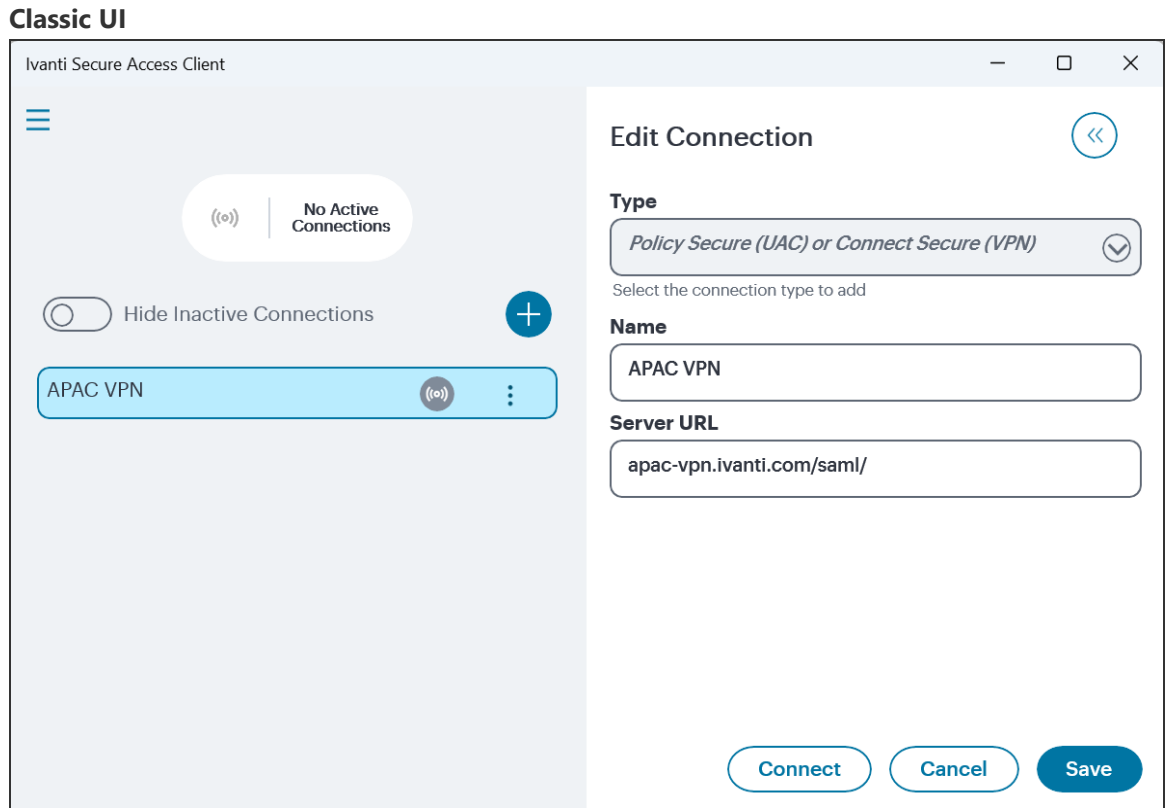 Classic UI
Ivanti Secure Access Client
No Active
Connections
Hide Inactive Connections
APAC VPN
Edit Connection
Type
Policy Secure (UAC) or Connect Secure (VPN)
Select the connection type to add
Name
APAC VPN
Server URL
apac-vpn.ivanti.com/saml/
Connect
Cancel
Save